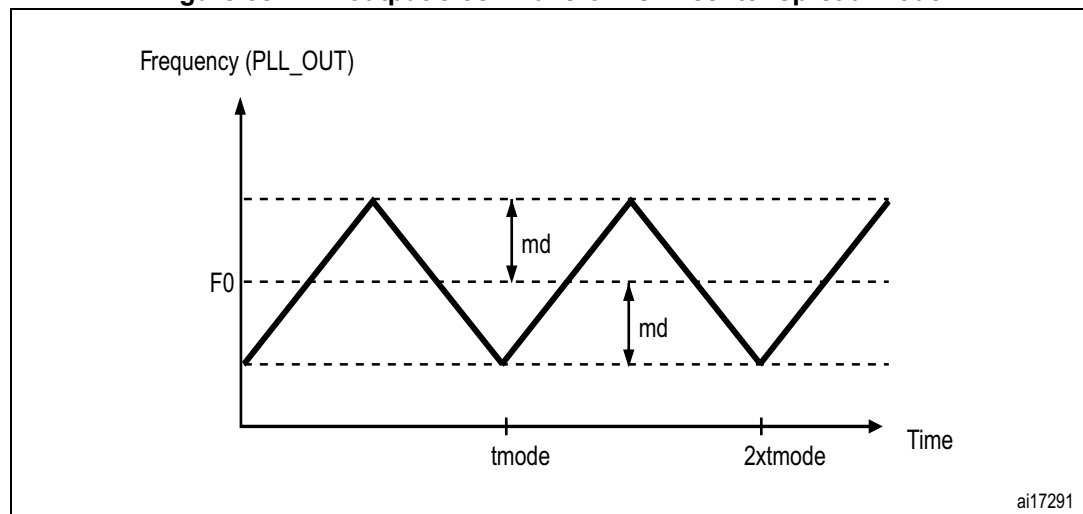 Frequency (PLL_OUT)
md
F0
md
tmode
2xtmode
Time
ai17291